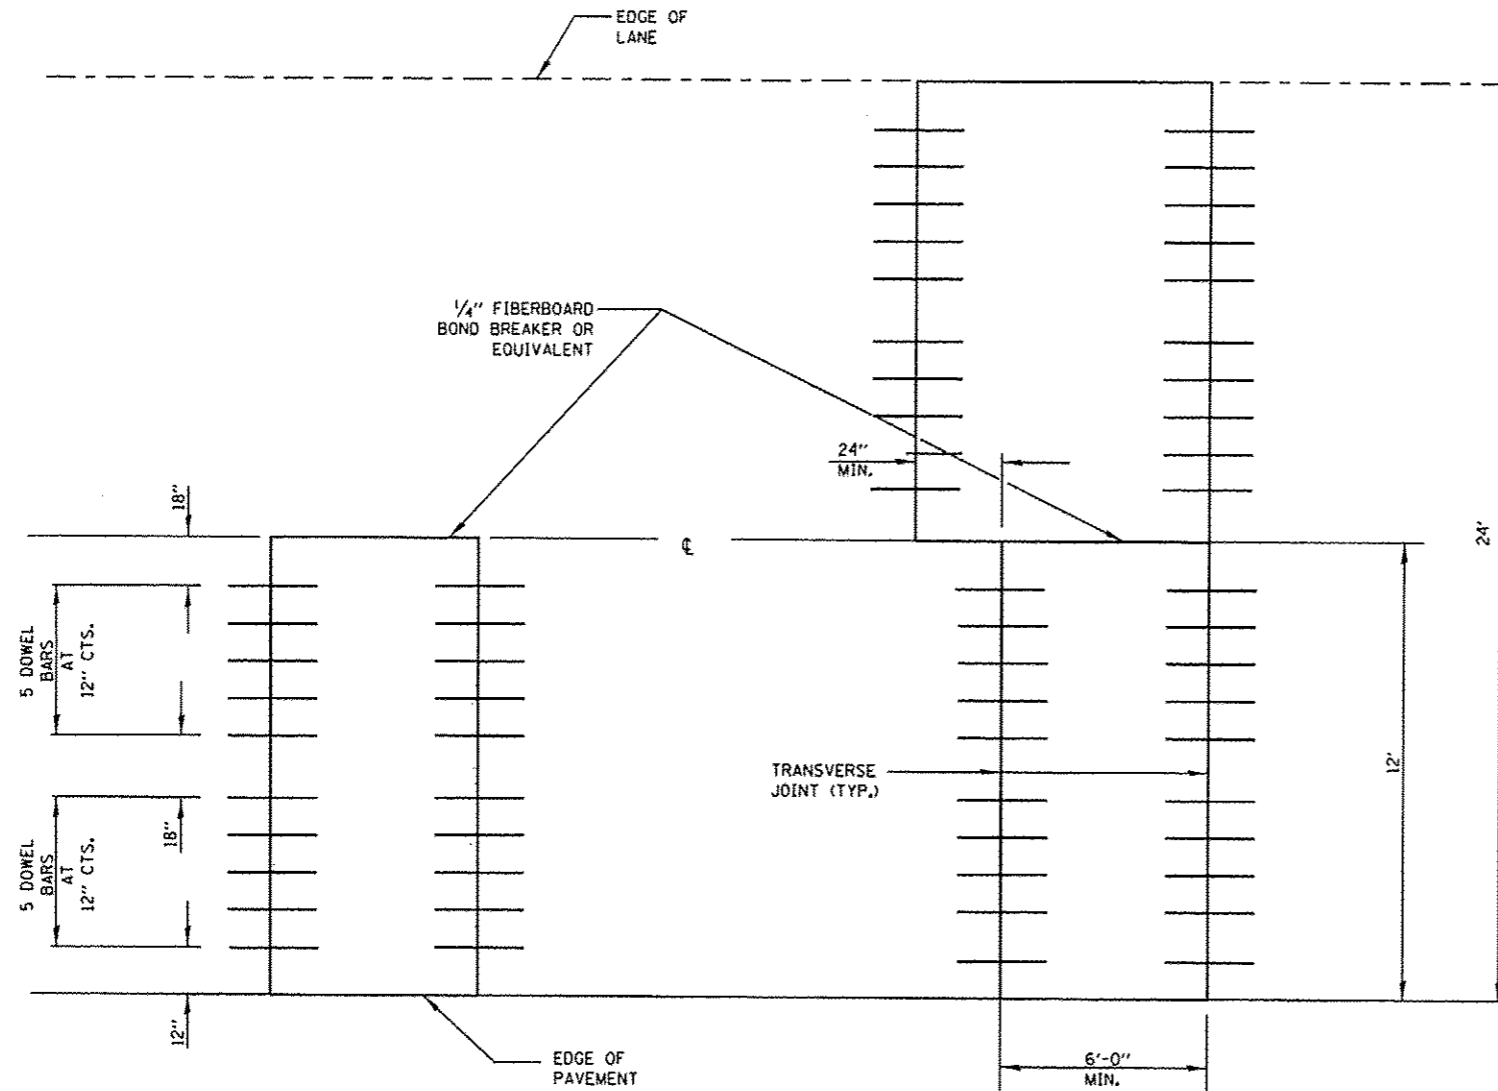 EDGE OF
LANE
1/4" FIBERBOARD
BOND BREAKER OR
EQUIVALENT
24"
MIN.
18"
℄
24'
5 DOWEL
BARS
AT
12" CTS.
TRANSVERSE
JOINT (TYP.)
12'
5 DOWEL
BARS
AT
12" CTS.
18"
12"
EDGE OF
PAVEMENT
6'-0"
MIN.